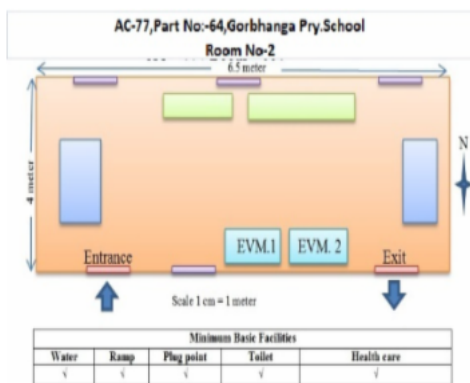 AC-77,Part No:-64,Gorbhanga Pry.School
Room No-2
6.5 meter
4 meter
N
EVM.1 EVM. 2
Entrance Exit
Scale 1 cm = 1 meter
Minimum Basic Facilities
Water Ramp Plug point Toilet Health care
√ √ √ √ √